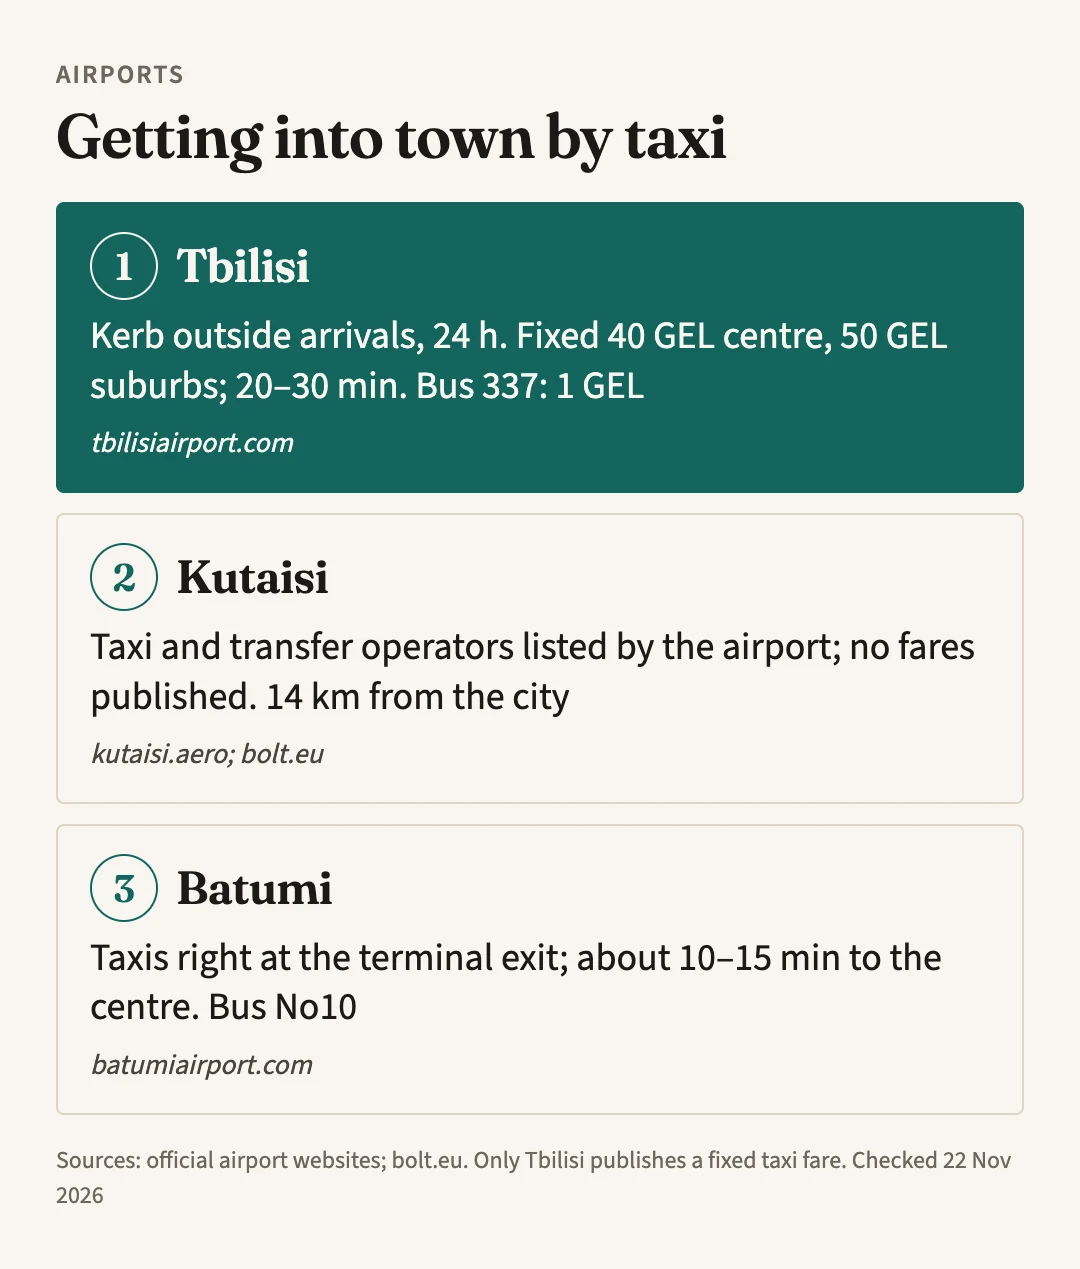 AIRPORTS
Getting into town by taxi
1 Tbilisi
Kerb outside arrivals, 24 h. Fixed 40 GEL centre, 50 GEL
suburbs; 20–30 min. Bus 337: 1 GEL
tbilisiairport.com
2 Kutaisi
Taxi and transfer operators listed by the airport; no fares
published. 14 km from the city
kutaisi.aero; bolt.eu
3 Batumi
Taxis right at the terminal exit; about 10–15 min to the
centre. Bus No10
batumiairport.com
Sources: official airport websites; bolt.eu. Only Tbilisi publishes a fixed taxi fare. Checked 22 Nov
2026